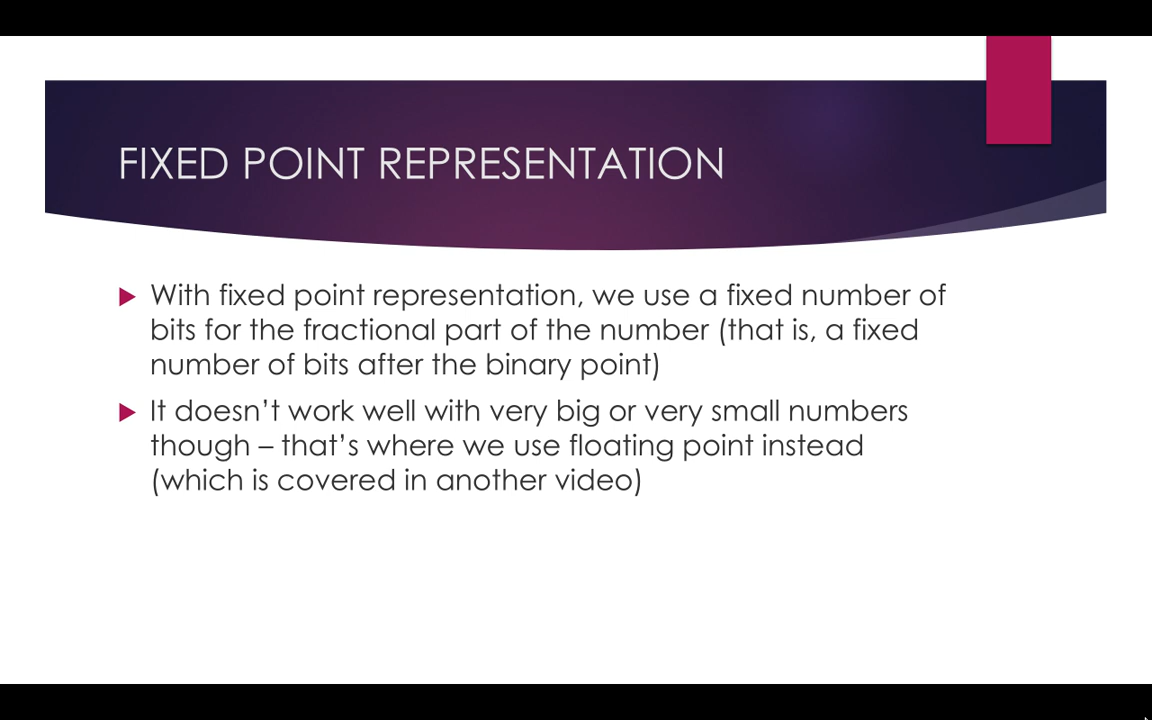 FIXED POINT REPRESENTATION
With fixed point representation, we use a fixed number of
bits for the fractional part of the number (that is, a fixed
number of bits after the binary point)
It doesn’t work well with very big or very small numbers
though – that’s where we use floating point instead
(which is covered in another video)